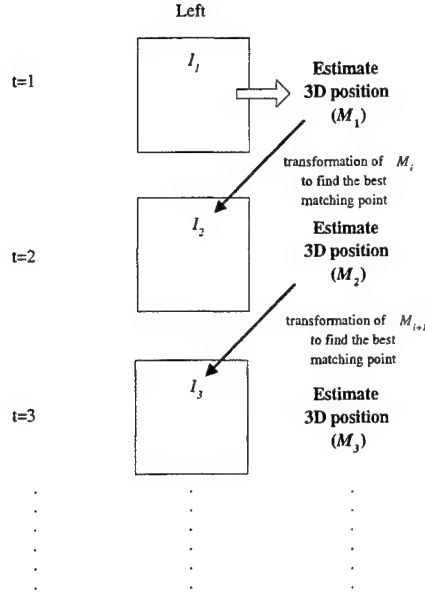 Left
t=1
I1
Estimate
3D position
(M1)
transformation of Mi
to find the best
matching point
t=2
I2
Estimate
3D position
(M2)
transformation of Mi+1
to find the best
matching point
t=3
I3
Estimate
3D position
(M3)